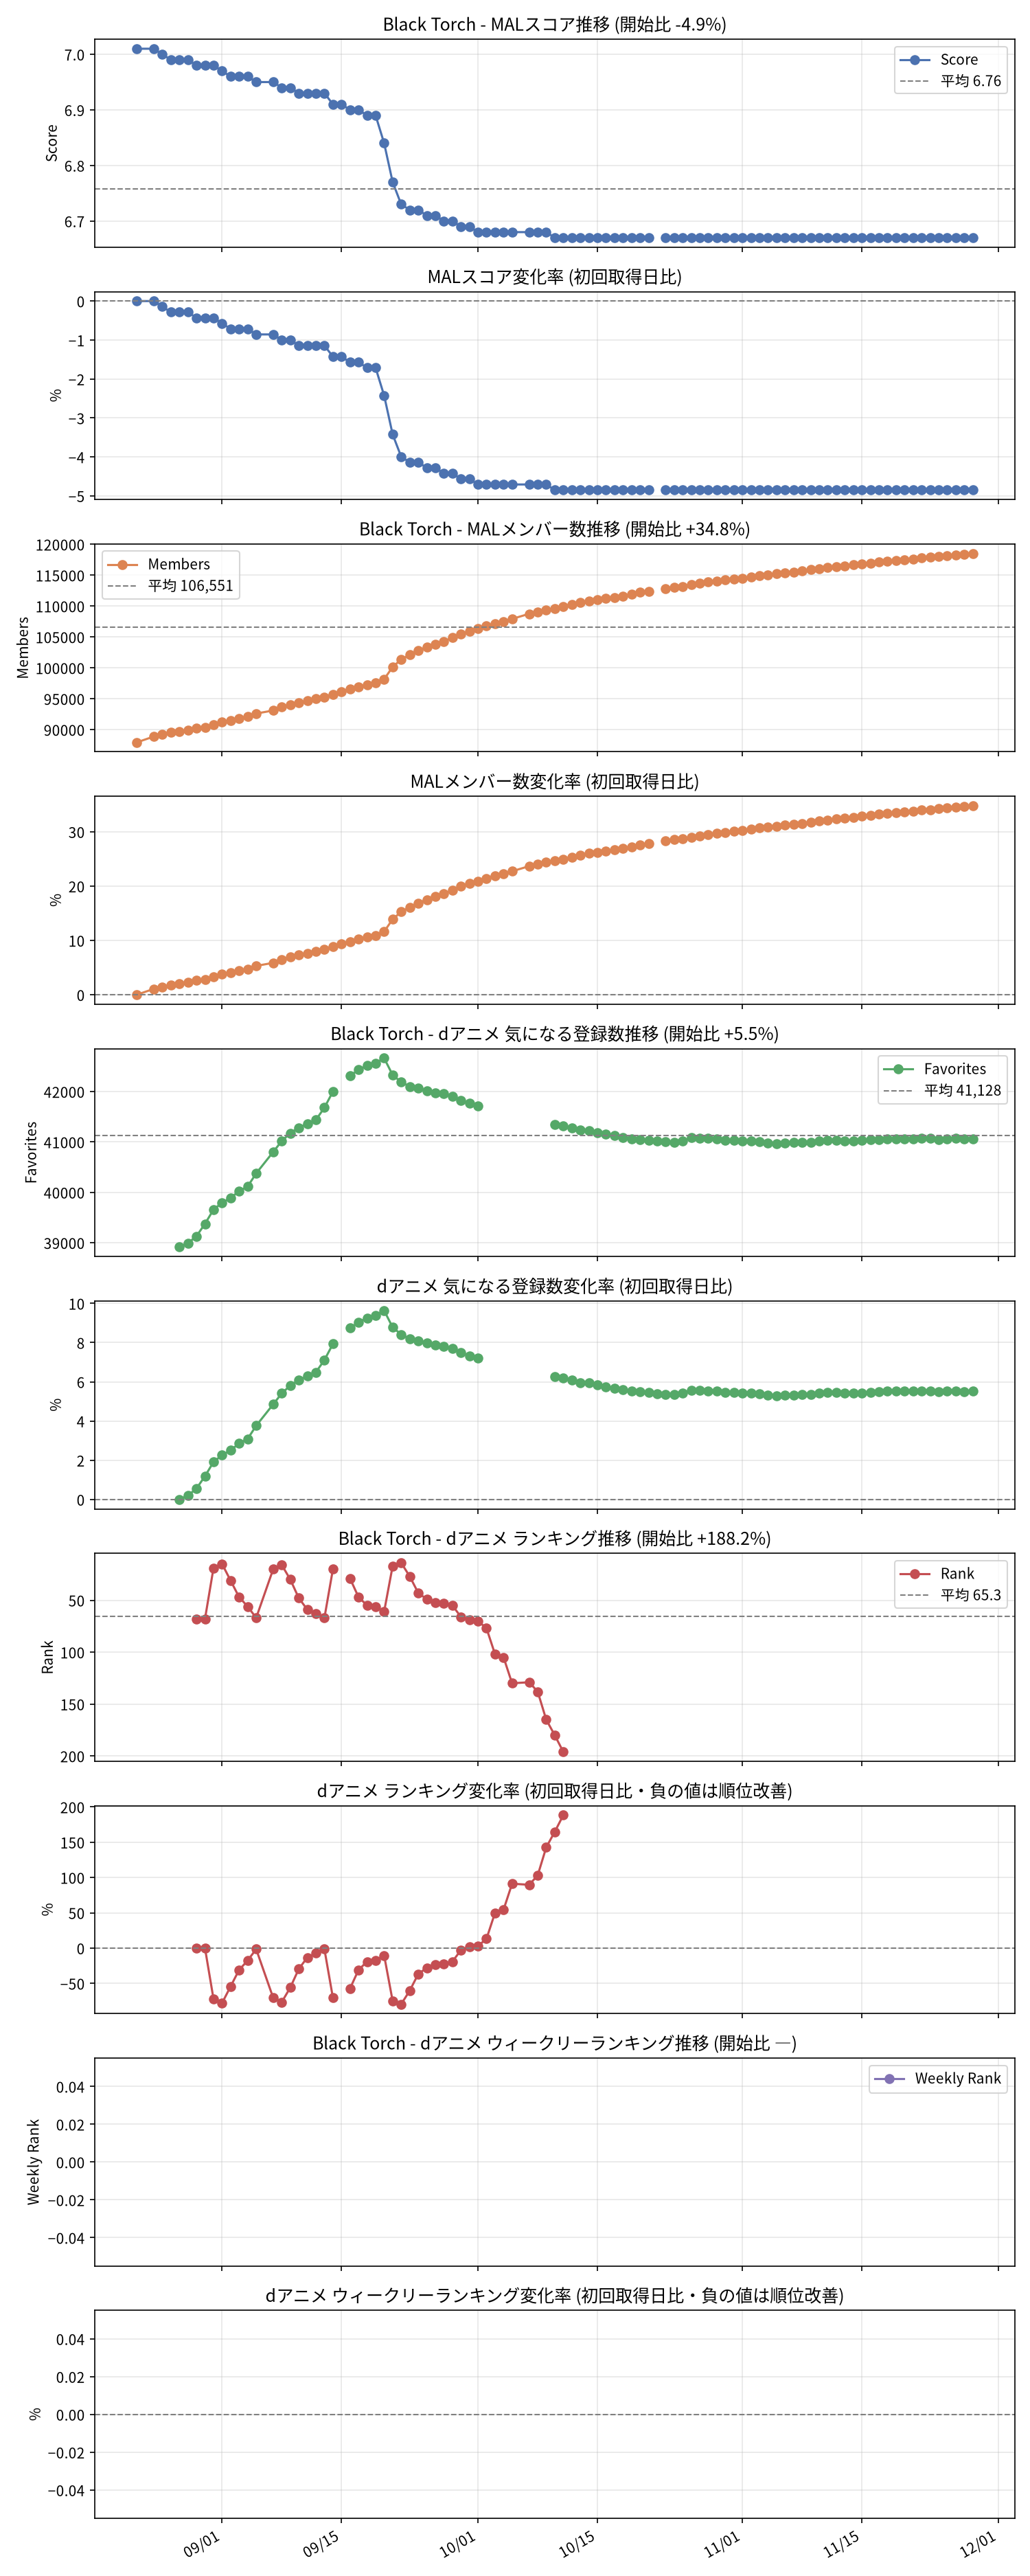 Black Torch - MALスコア推移 (開始比 -4.9%)
Score
7.0
6.9
6.8
6.7
Score
平均 6.76
MALスコア変化率 (初回取得日比)
%
0
−1
−2
−3
−4
−5
Black Torch - MALメンバー数推移 (開始比 +34.8%)
Members
120000
115000
110000
105000
100000
95000
90000
Members
平均 106,551
MALメンバー数変化率 (初回取得日比)
%
30
20
10
0
Black Torch - dアニメ 気になる登録数推移 (開始比 +5.5%)
Favorites
42000
41000
40000
39000
Favorites
平均 41,128
dアニメ 気になる登録数変化率 (初回取得日比)
%
10
8
6
4
2
0
Black Torch - dアニメ ランキング推移 (開始比 +188.2%)
Rank
50
100
150
200
Rank
平均 65.3
dアニメ ランキング変化率 (初回取得日比・負の値は順位改善)
%
200
150
100
50
0
−50
Black Torch - dアニメ ウィークリーランキング推移 (開始比 —)
Weekly Rank
0.04
0.02
0.00
−0.02
−0.04
Weekly Rank
dアニメ ウィークリーランキング変化率 (初回取得日比・負の値は順位改善)
%
0.04
0.02
0.00
−0.02
−0.04
09/01
09/15
10/01
10/15
11/01
11/15
12/01